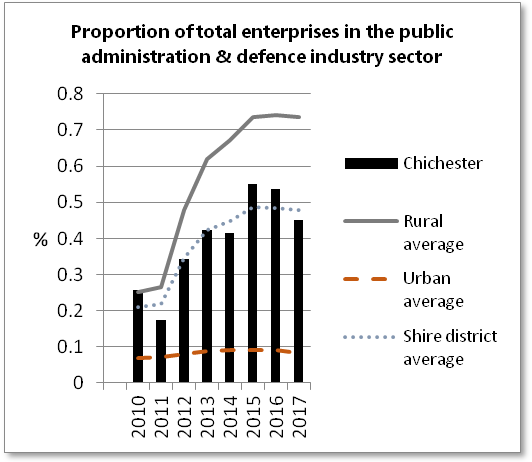 Proportion of total enterprises in the public
administration & defence industry sector
0.8
0.7
0.6
0.5
0.4
0.3
0.2
0.1
0
%
2010
2011
2012
2013
2014
2015
2016
2017
Chichester
Rural
average
Urban
average
Shire district
average